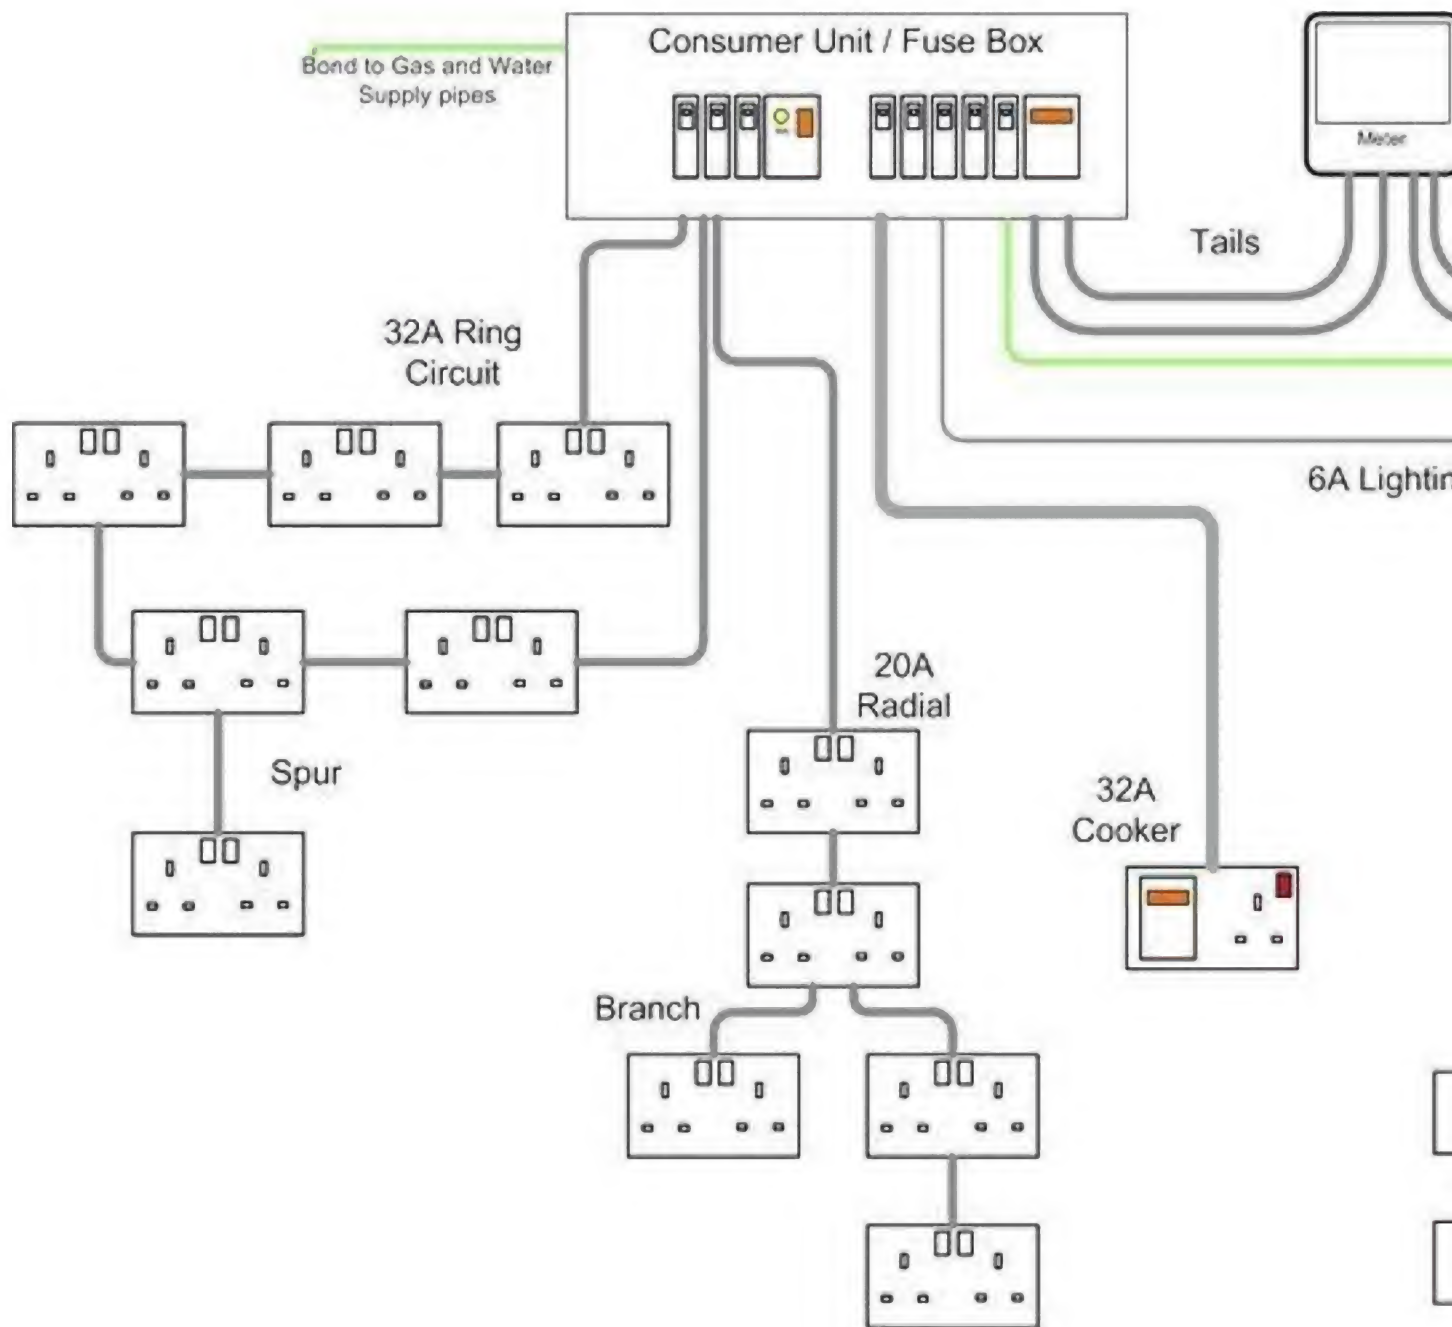 Consumer Unit / Fuse Box
Bond to Gas and Water
Supply pipes
Meter
Tails
32A Ring
Circuit
6A Lightin
20A
Radial
Spur
32A
Cooker
Branch